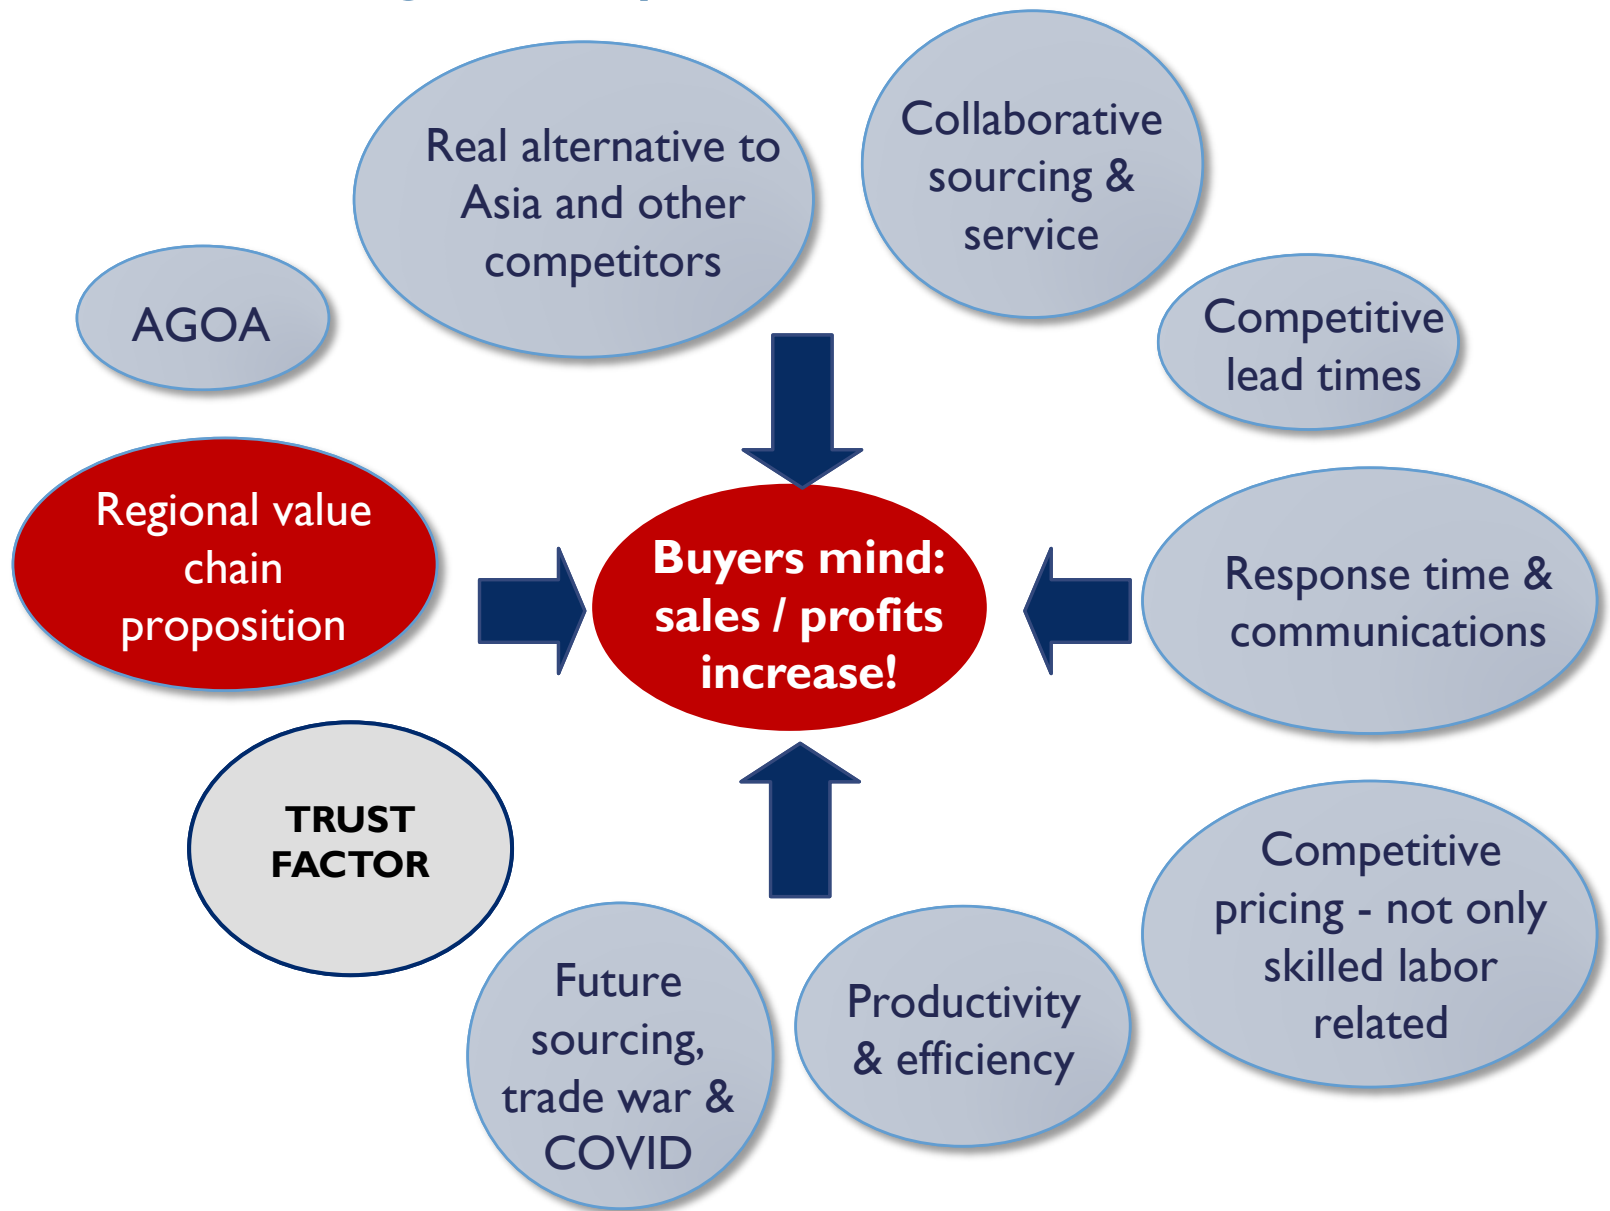 Real alternative to
Asia and other
competitors
Collaborative
sourcing &
service
AGOA
Competitive
lead times
Regional value
chain
proposition
Buyers mind:
sales / profits
increase!
Response time &
communications
TRUST
FACTOR
Competitive
pricing - not only
skilled labor
related
Future
sourcing,
trade war &
COVID
Productivity
& efficiency